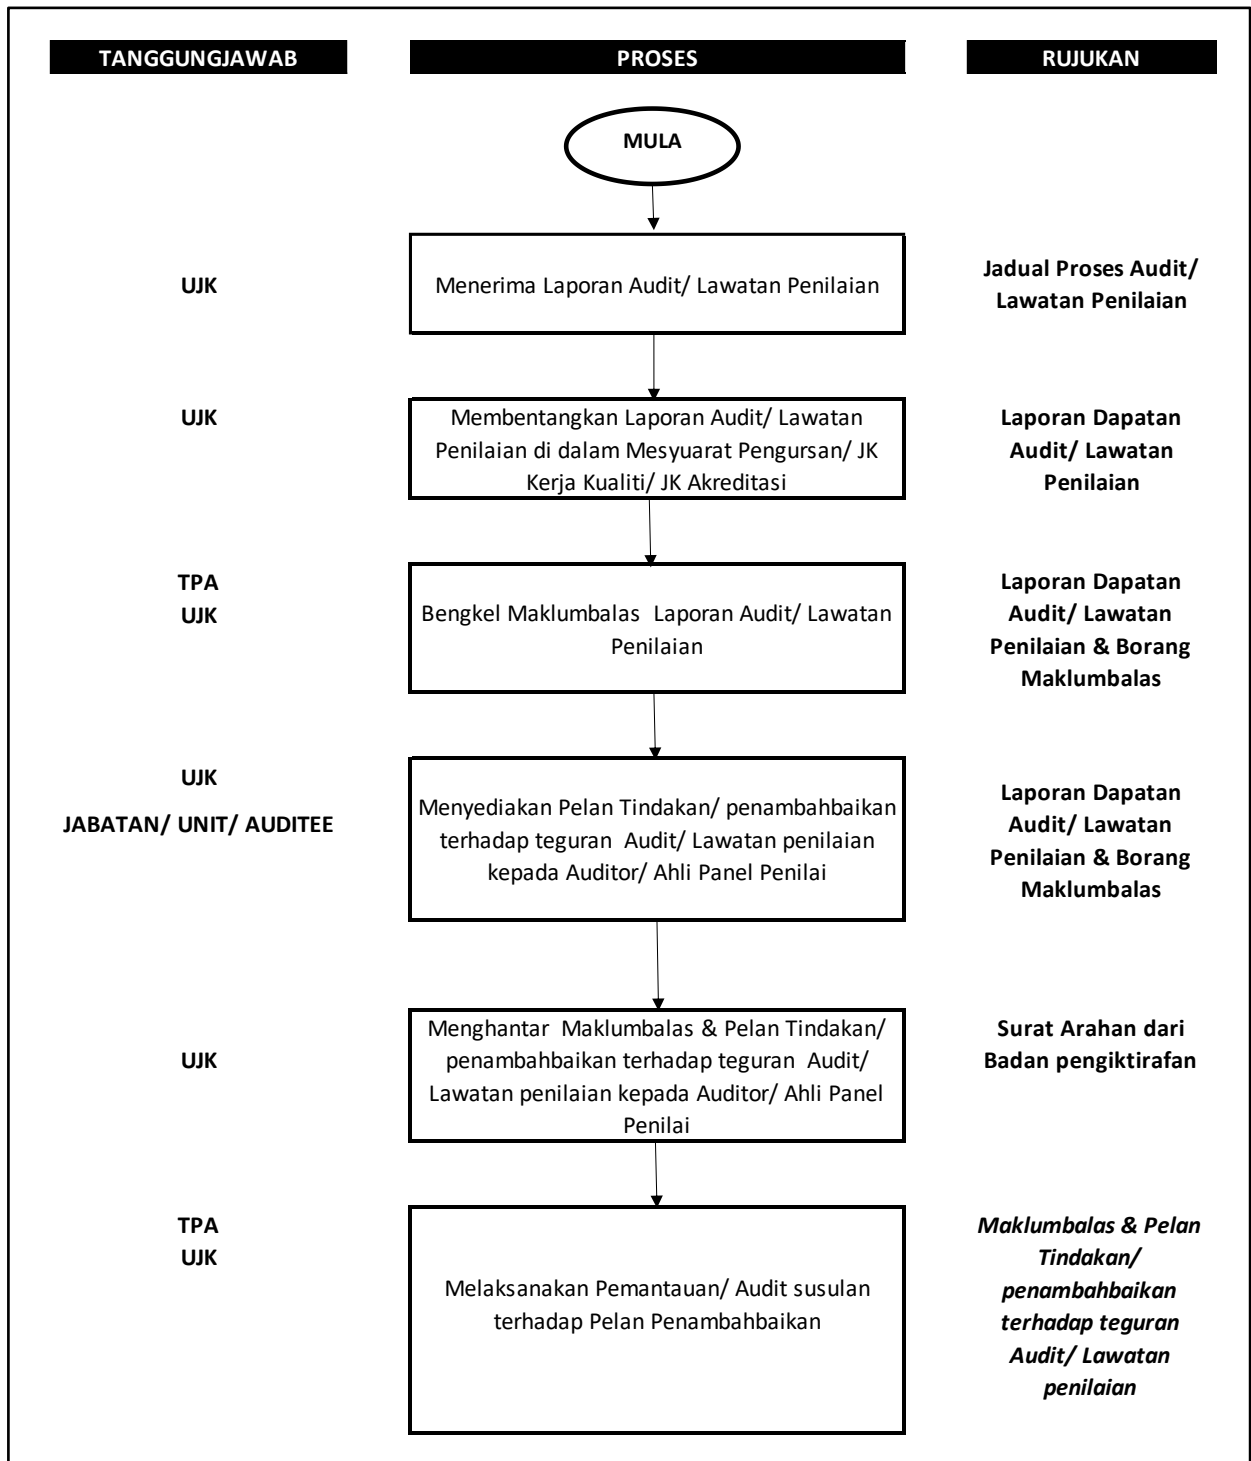 TANGGUNGJAWAB
PROSES
RUJUKAN
MULA
UJK
Menerima Laporan Audit/ Lawatan Penilaian
Jadual Proses Audit/
Lawatan Penilaian
UJK
Membentangkan Laporan Audit/ Lawatan
Penilaian di dalam Mesyuarat Pengursan/ JK
Kerja Kualiti/ JK Akreditasi
Laporan Dapatan
Audit/ Lawatan
Penilaian
TPA
UJK
Bengkel Maklumbalas Laporan Audit/ Lawatan
Penilaian
Laporan Dapatan
Audit/ Lawatan
Penilaian & Borang
Maklumbalas
UJK
JABATAN/ UNIT/ AUDITEE
Menyediakan Pelan Tindakan/ penambahbaikan
terhadap teguran Audit/ Lawatan penilaian
kepada Auditor/ Ahli Panel Penilai
Laporan Dapatan
Audit/ Lawatan
Penilaian & Borang
Maklumbalas
UJK
Menghantar Maklumbalas & Pelan Tindakan/
penambahbaikan terhadap teguran Audit/
Lawatan penilaian kepada Auditor/ Ahli Panel
Penilai
Surat Arahan dari
Badan pengiktirafan
TPA
UJK
Melaksanakan Pemantauan/ Audit susulan
terhadap Pelan Penambahbaikan
Maklumbalas & Pelan
Tindakan/
penambahbaikan
terhadap teguran
Audit/ Lawatan
penilaian